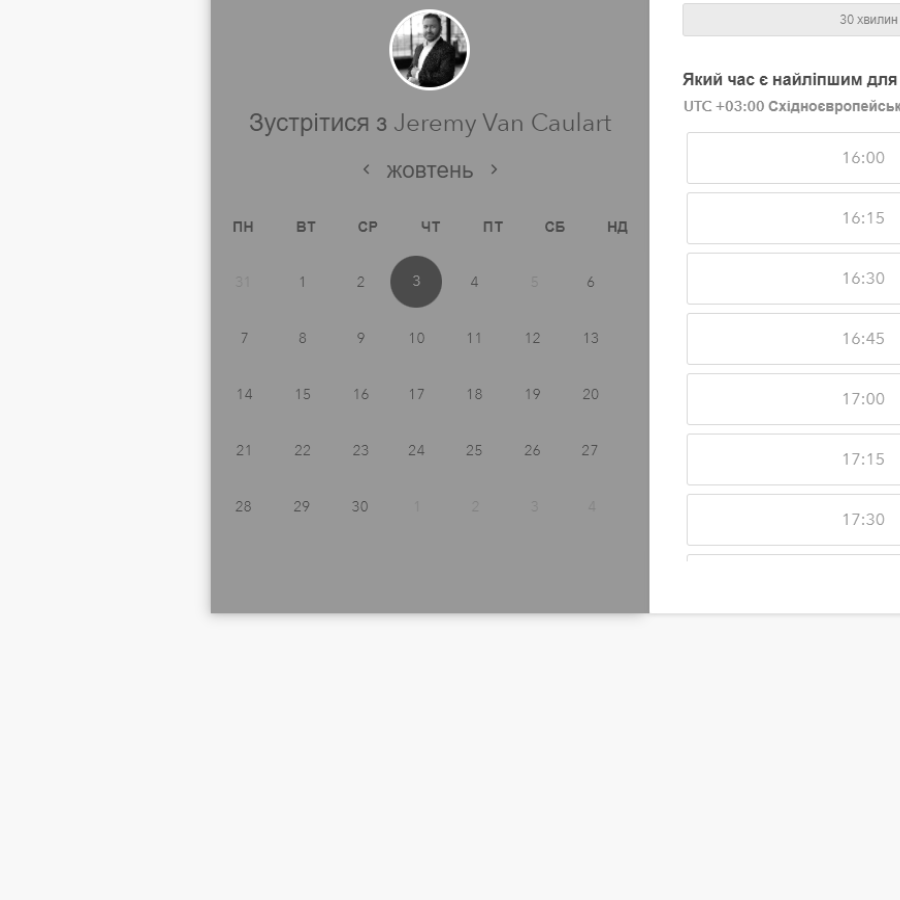 Зустрітися з Jeremy Van Caulart
жовтень
ПН ВТ СР ЧТ ПТ СБ НД
31 1 2 3 4 5 6
7 8 9 10 11 12 13
14 15 16 17 18 19 20
21 22 23 24 25 26 27
28 29 30 1 2 3 4
30 хвилин
Який час є найліпшим для
UTC +03:00 Східноєвропейськ
16:00
16:15
16:30
16:45
17:00
17:15
17:30